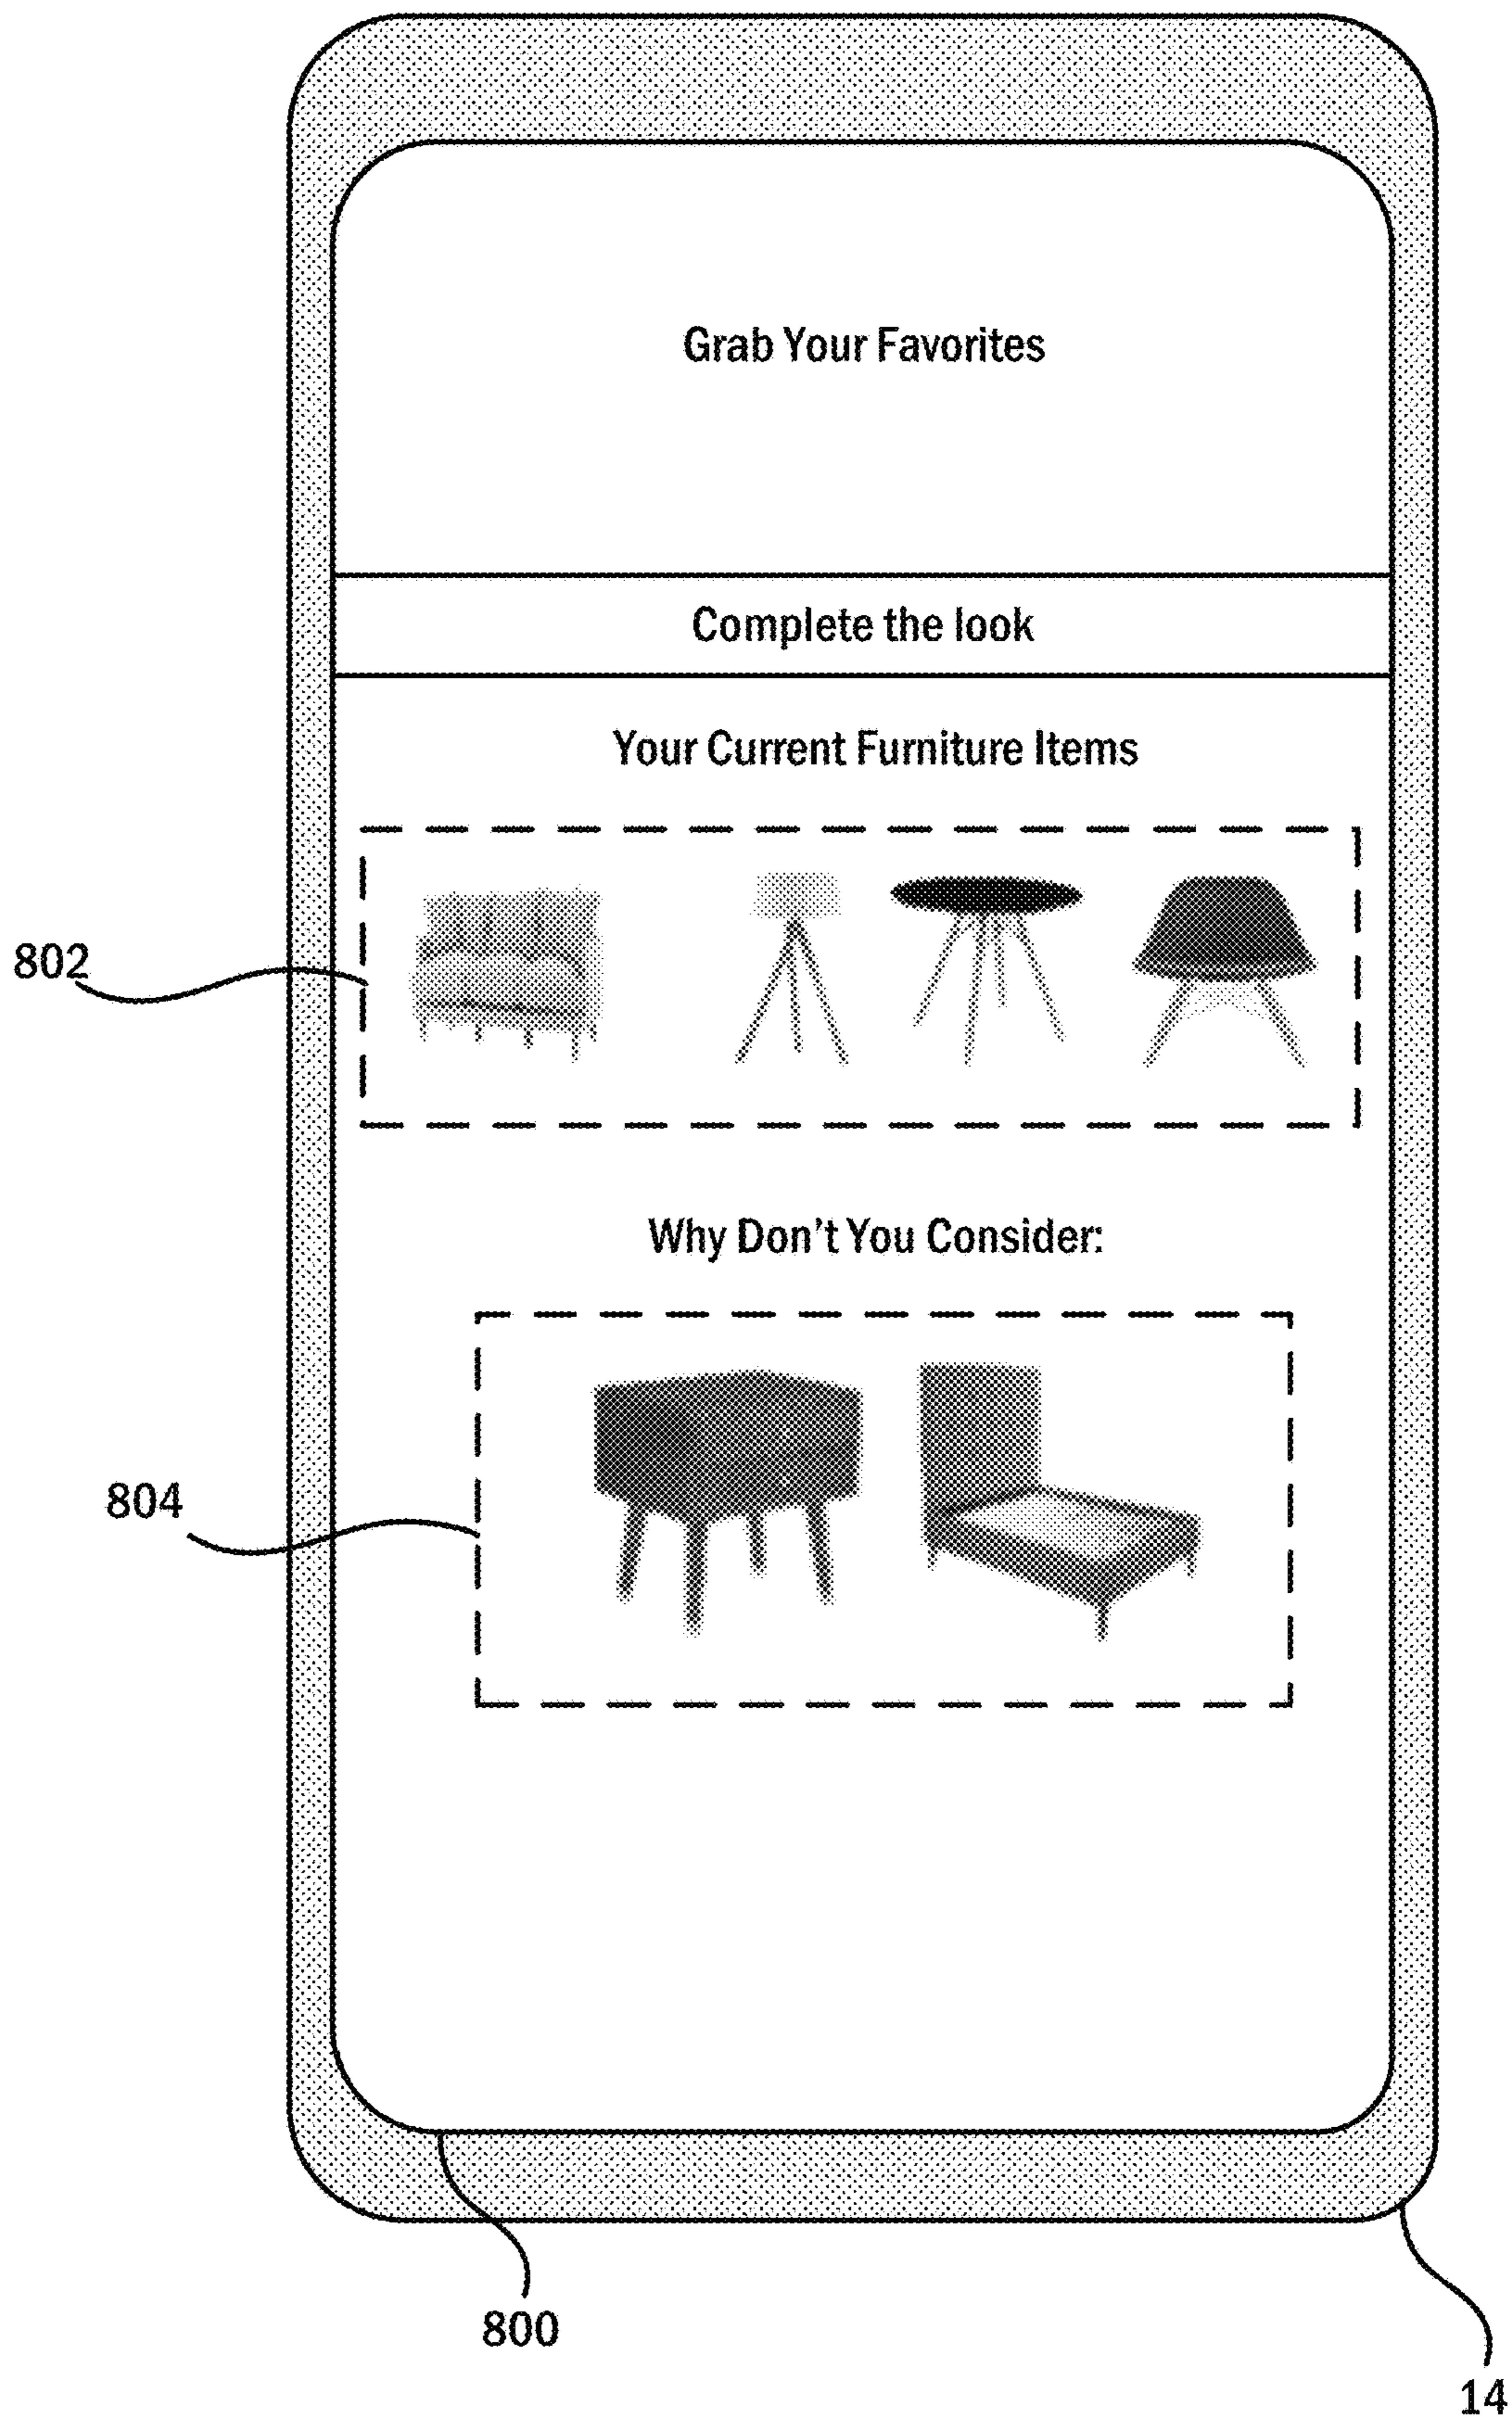 Grab Your Favorites
Complete the look
Your Current Furniture Items
802
Why Don't You Consider:
804
800
14